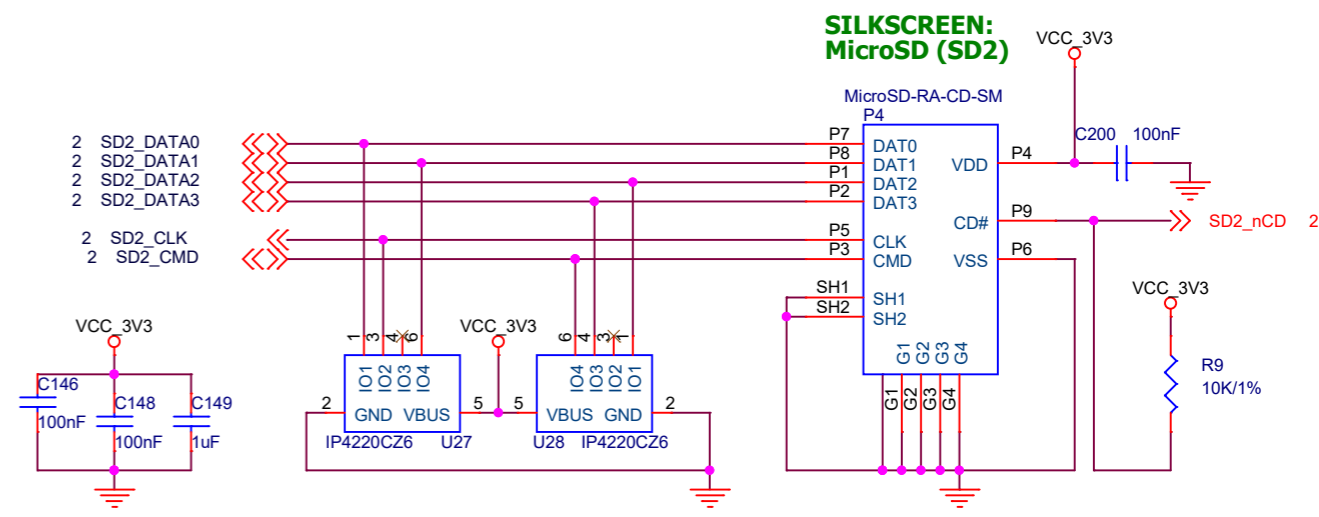 SILKSCREEN:
MicroSD (SD2)
VCC_3V3
MicroSD-RA-CD-SM
P4
C200 100nF
2 SD2_DATA0
2 SD2_DATA1
2 SD2_DATA2
2 SD2_DATA3
2 SD2_CLK
2 SD2_CMD
P7 DAT0
P8 DAT1
P1 DAT2
P2 DAT3
P5 CLK
P3 CMD
SH1 SH1
SH2 SH2
VDD P4
CD# P9
VSS P6
SD2_nCD 2
G1 G2 G3 G4
G1 G2 G3 G4
VCC_3V3
R9
10K/1%
VCC_3V3
C146
100nF
C148
100nF
C149
1uF
1 3 4 6
IO1 IO2 IO3 IO4
2 GND VBUS 5
IP4220CZ6 U27
VCC_3V3
6 4 3 1
IO4 IO3 IO2 IO1
5 VBUS GND 2
U28 IP4220CZ6